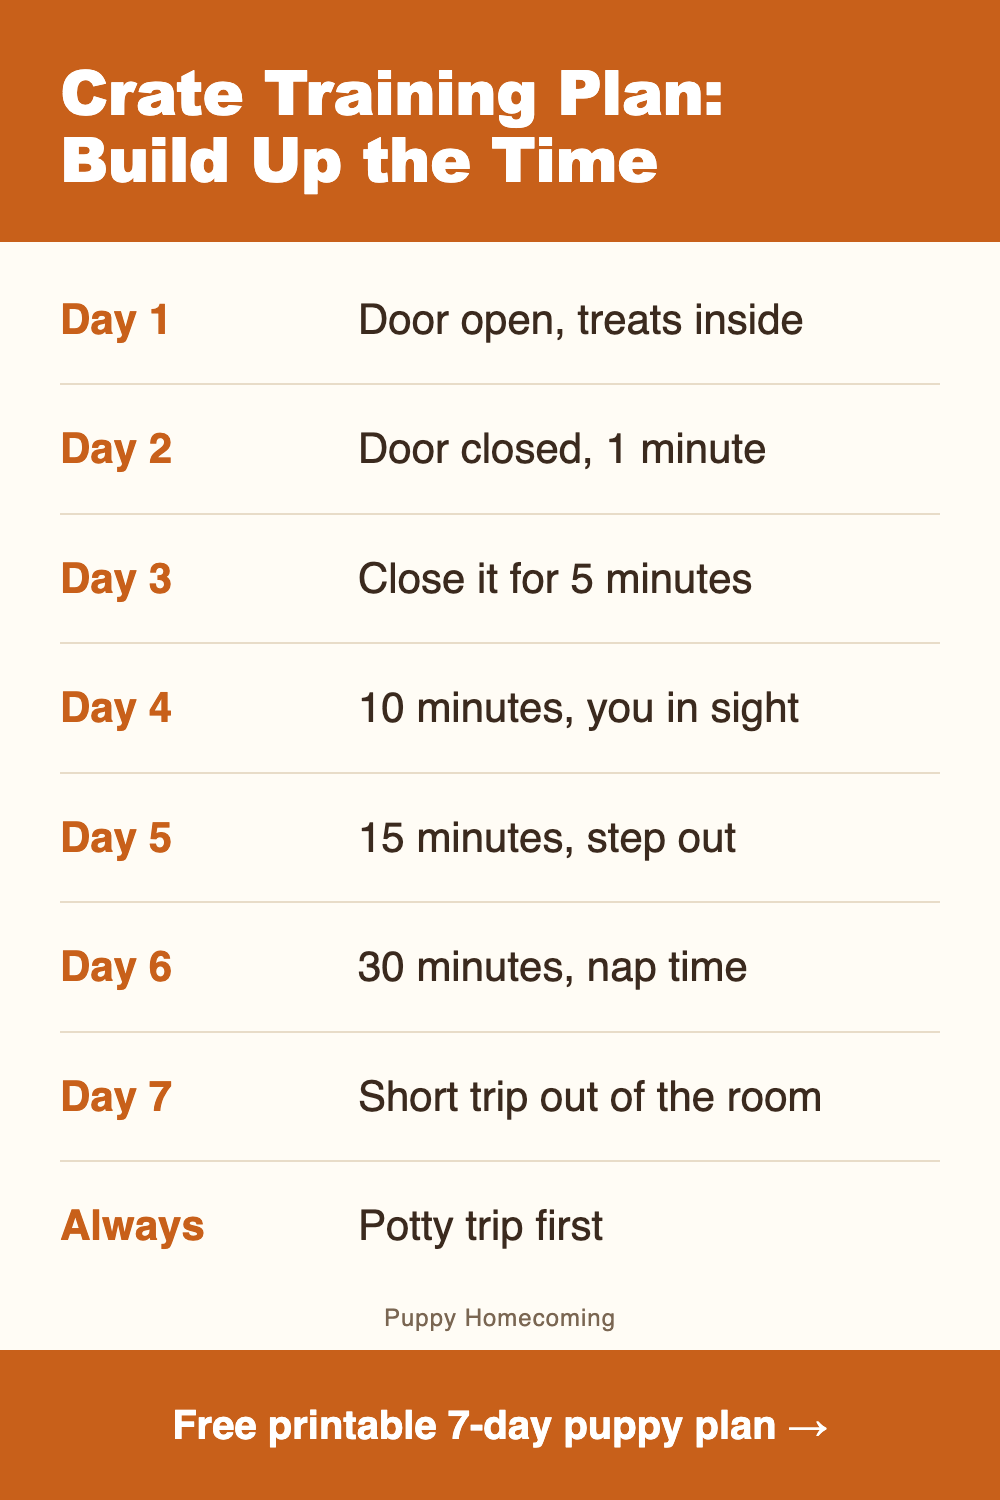 Crate Training Plan:
Build Up the Time
Day 1 Door open, treats inside
Day 2 Door closed, 1 minute
Day 3 Close it for 5 minutes
Day 4 10 minutes, you in sight
Day 5 15 minutes, step out
Day 6 30 minutes, nap time
Day 7 Short trip out of the room
Always Potty trip first
Puppy Homecoming
Free printable 7-day puppy plan →